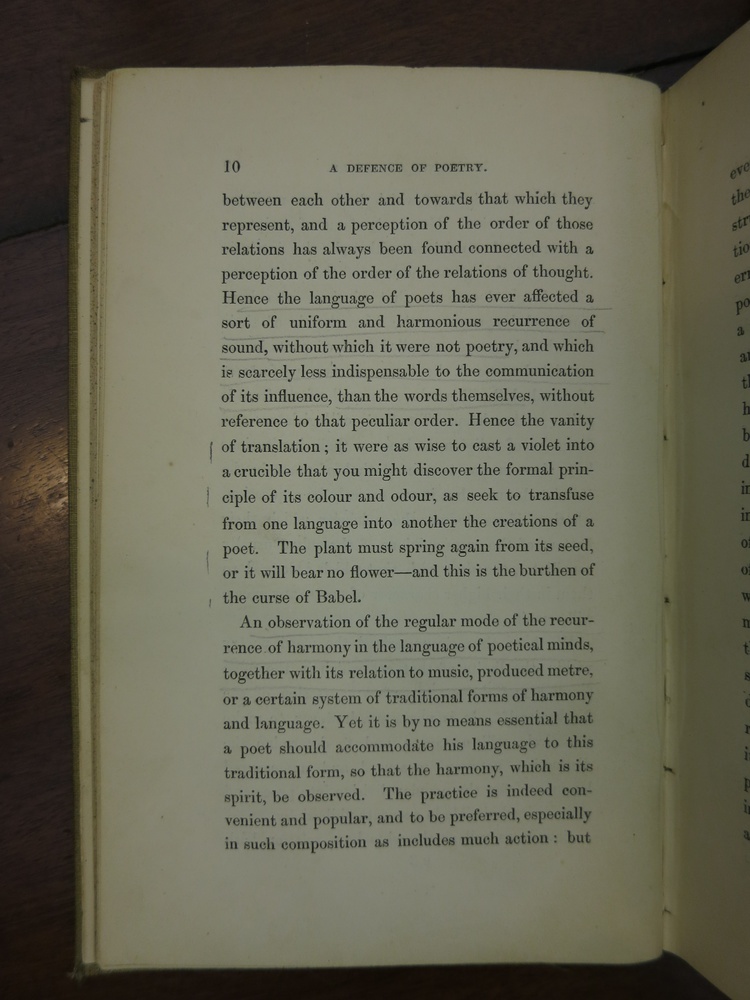 10 A DEFENCE OF POETRY.
between each other and towards that which they
represent, and a perception of the order of those
relations has always been found connected with a
perception of the order of the relations of thought.
Hence the language of poets has ever affected a
sort of uniform and harmonious recurrence of
sound, without which it were not poetry, and which
is scarcely less indispensable to the communication
of its influence, than the words themselves, without
reference to that peculiar order. Hence the vanity
of translation ; it were as wise to cast a violet into
a crucible that you might discover the formal prin-
ciple of its colour and odour, as seek to transfuse
from one language into another the creations of a
poet. The plant must spring again from its seed,
or it will bear no flower—and this is the burthen of
the curse of Babel.
An observation of the regular mode of the recur-
rence of harmony in the language of poetical minds,
together with its relation to music, produced metre,
or a certain system of traditional forms of harmony
and language. Yet it is by no means essential that
a poet should accommodate his language to this
traditional form, so that the harmony, which is its
spirit, be observed. The practice is indeed con-
venient and popular, and to be preferred, especially
in such composition as includes much action : but